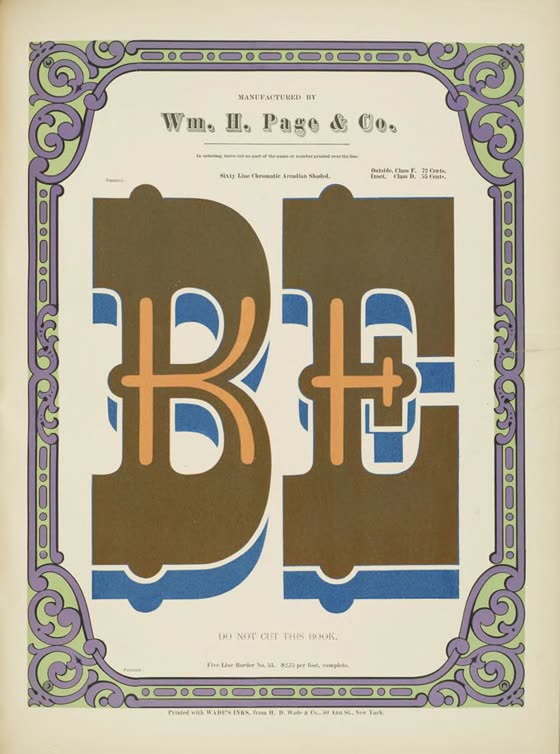 MANUFACTURED BY
Wm. H. Page & Co.
In ordering, leave out no part of the name or number printed over the line.
(Patented.)
Sixty Line Chromatic Arcadian Shaded.
Outside, Class F. 72 Cents.
Inset, Class D. 55 Cents.
BE
DO NOT CUT THIS BOOK.
(Patented.)
Five Line Border No. 53. $2,75 per foot, complete.
Printed with WADE'S INKS, from H. D. Wade & Co., 50 Ann St., New York.